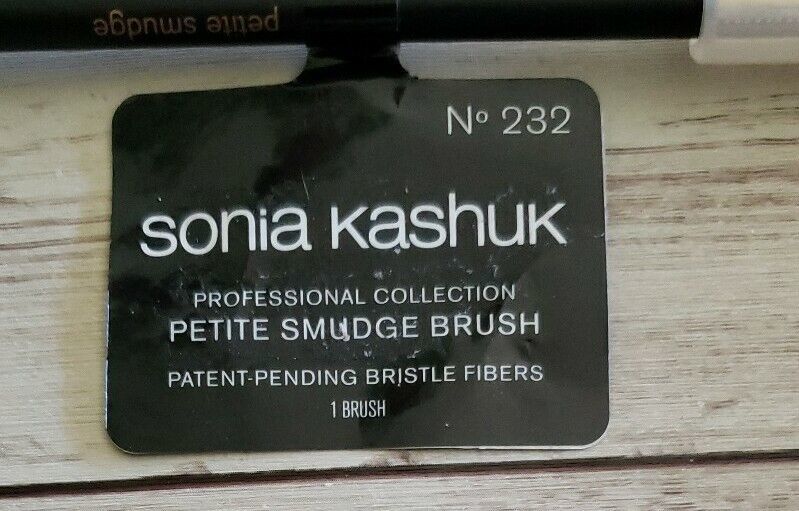 petite smudge
Nº 232
sonia kashuk
PROFESSIONAL COLLECTION
PETITE SMUDGE BRUSH
PATENT-PENDING BRISTLE FIBERS
1 BRUSH